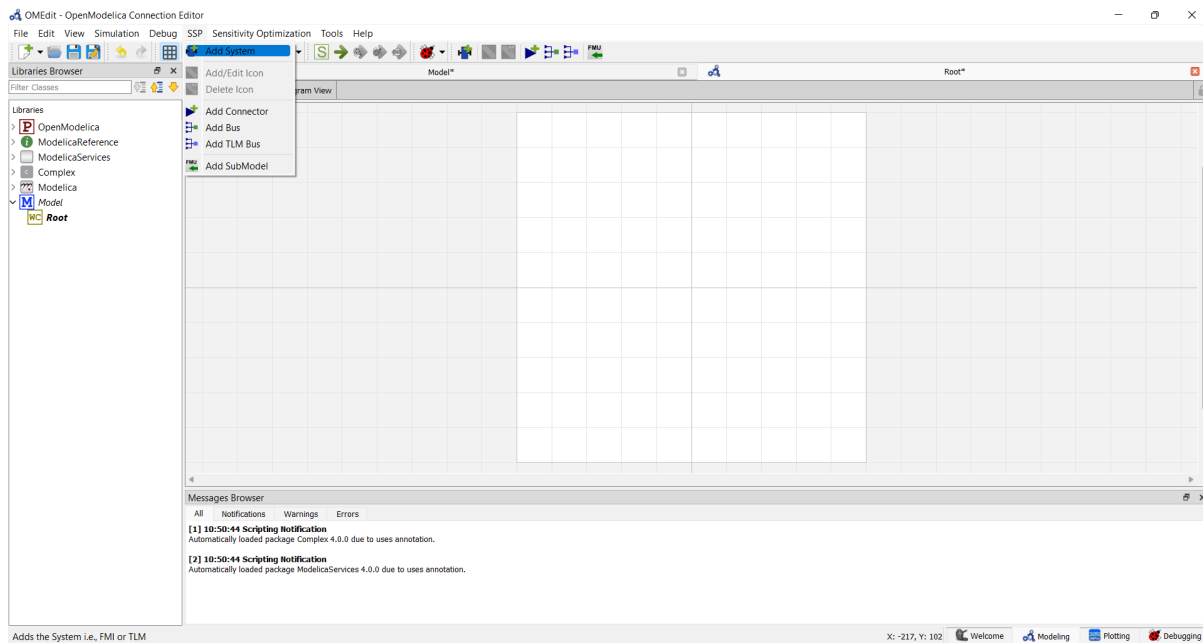 OMEdit - OpenModelica Connection Editor
File Edit View Simulation Debug SSP Sensitivity Optimization Tools Help
S
FMU
Libraries Browser
Filter Classes
Libraries
P OpenModelica
i ModelicaReference
ModelicaServices
C Complex
Modelica
M Model
WC Root
Add System
Add/Edit Icon
Delete Icon
Add Connector
Add Bus
Add TLM Bus
FMU Add SubModel
Model*
Root*
gram View
Messages Browser
All Notifications Warnings Errors
[1] 10:50:44 Scripting Notification
Automatically loaded package Complex 4.0.0 due to uses annotation.
[2] 10:50:44 Scripting Notification
Automatically loaded package ModelicaServices 4.0.0 due to uses annotation.
Adds the System i.e., FMI or TLM
X: -217, Y: 102 Welcome Modeling Plotting Debugging